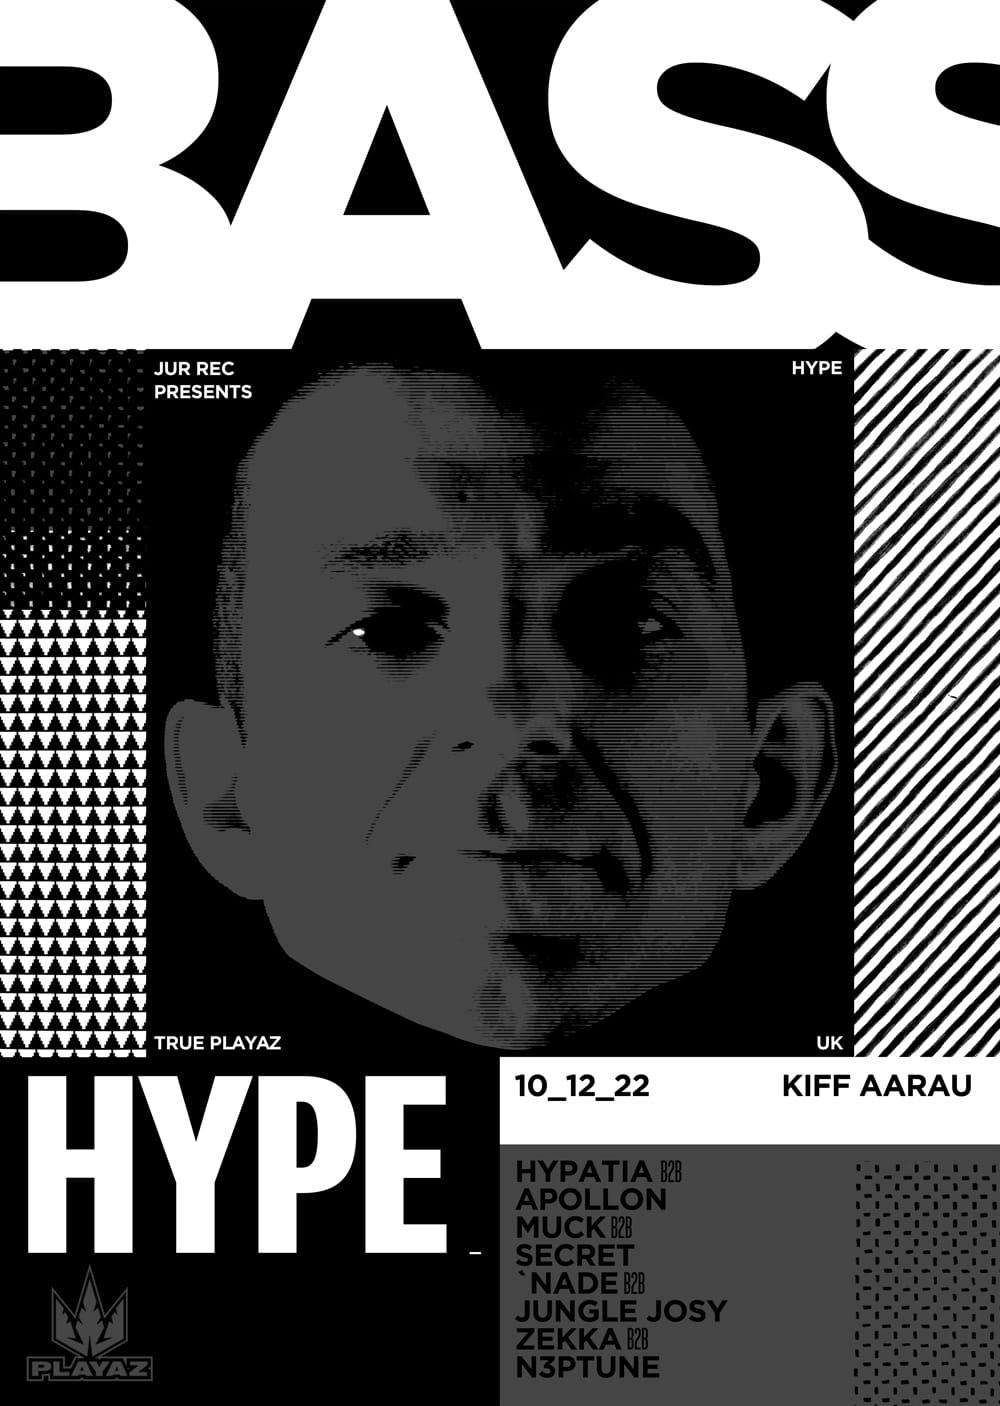 BASS
JUR REC
PRESENTS
HYPE
TRUE PLAYAZ
UK
HYPE_
10_12_22
KIFF AARAU
HYPATIA B2B
APOLLON
MUCK B2B
SECRET
`NADE B2B
JUNGLE JOSY
ZEKKA B2B
N3PTUNE
PLAYAZ